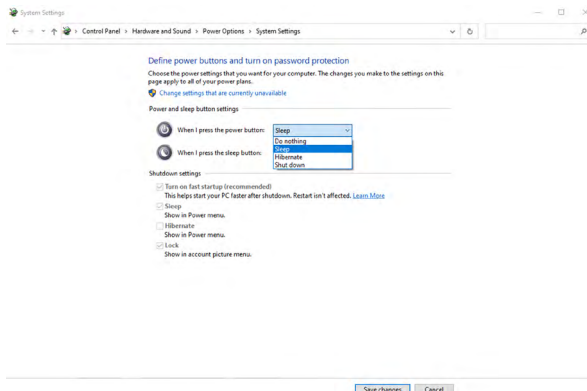 System Settings
Control Panel > Hardware and Sound > Power Options > System Settings
Define power buttons and turn on password protection
Choose the power settings that you want for your computer. The changes you make to the settings on this
page apply to all of your power plans.
Change settings that are currently unavailable
Power and sleep button settings
When I press the power button: Sleep
Do nothing
Sleep
When I press the sleep button:
Hibernate
Shut down
Shutdown settings
Turn on fast startup (recommended)
This helps start your PC faster after shutdown. Restart isn't affected. Learn More
Sleep
Show in Power menu.
Hibernate
Show in Power menu.
Lock
Show in account picture menu.
Save changes Cancel